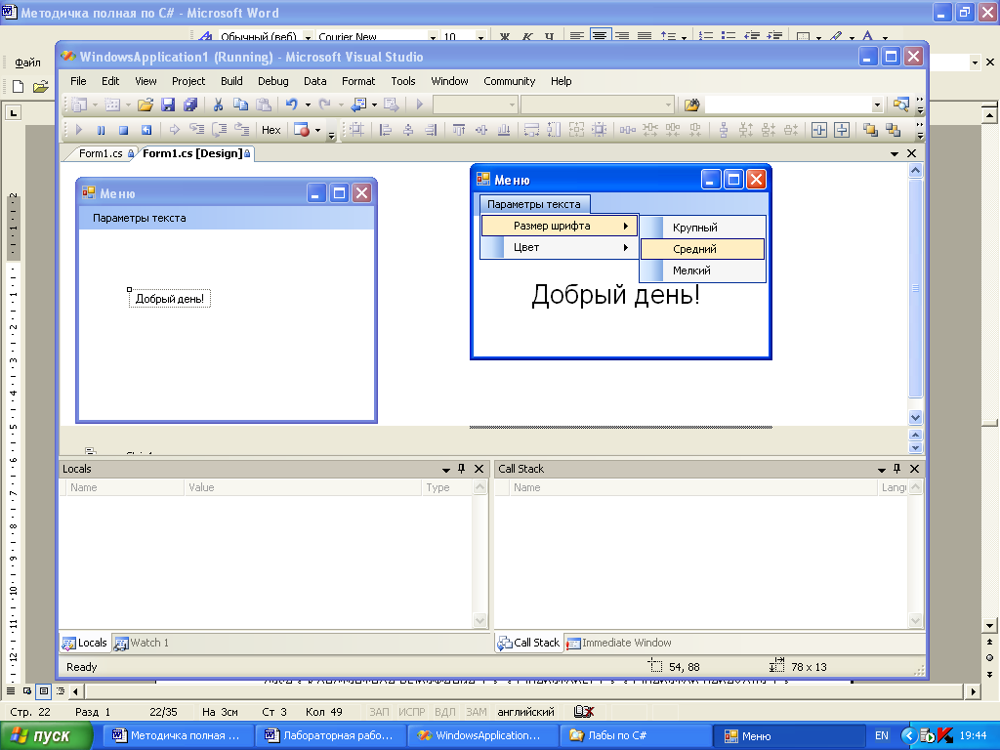 Методичка полная по C# - Microsoft Word
Обычный (веб) Courier New 10 Ж К Ч
Файл
WindowsApplication1 (Running) - Microsoft Visual Studio
File Edit View Project Build Debug Data Format Tools Window Community Help
Hex
Form1.cs Form1.cs [Design]
Меню
Параметры текста
Добрый день!
Меню
Параметры текста
Размер шрифта
Цвет
Крупный
Средний
Мелкий
Добрый день!
Locals
Name Value Type
Call Stack
Name Langu
Locals Watch 1
Call Stack Immediate Window
Ready 54, 88 78 x 13
Стр. 22 Разд 1 22/35 На 3см Ст 3 Кол 49 ЗАП ИСПР ВДЛ ЗАМ английский
пуск Методичка полная ... Лабораторная рабо... WindowsApplication... Лабы по C# Меню EN 19:44